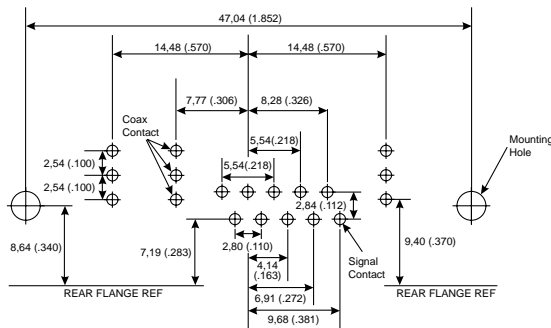 47,04 (1.852)
14,48 (.570)
14,48 (.570)
7,77 (.306)
8,28 (.326)
Coax
Contact
5,54(.218)
Mounting
Hole
2,54 (.100)
5,54(.218)
2,54 (.100)
2,84 (.112)
8,64 (.340)
7,19 (.283)
9,40 (.370)
2,80 (.110)
Signal
Contact
4,14
(.163)
REAR FLANGE REF
6,91 (.272)
REAR FLANGE REF
9,68 (.381)